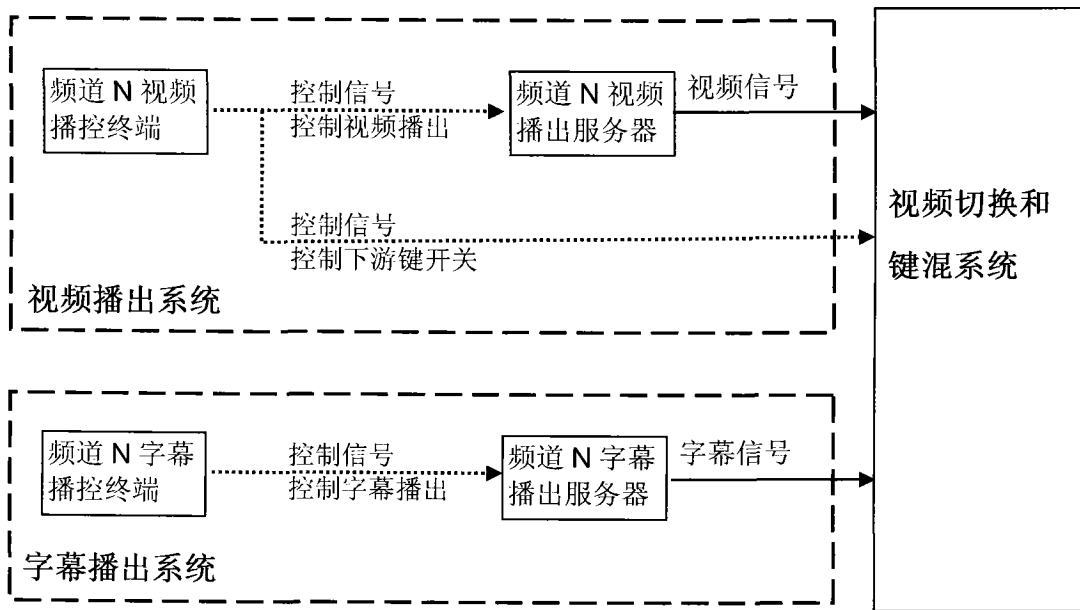 频道 N 视频
播控终端
控制信号
控制视频播出
频道 N 视频
播出服务器
视频信号
控制信号
控制下游键开关
视频播出系统
视频切换和
键混系统
频道 N 字幕
播控终端
控制信号
控制字幕播出
频道 N 字幕
播出服务器
字幕信号
字幕播出系统